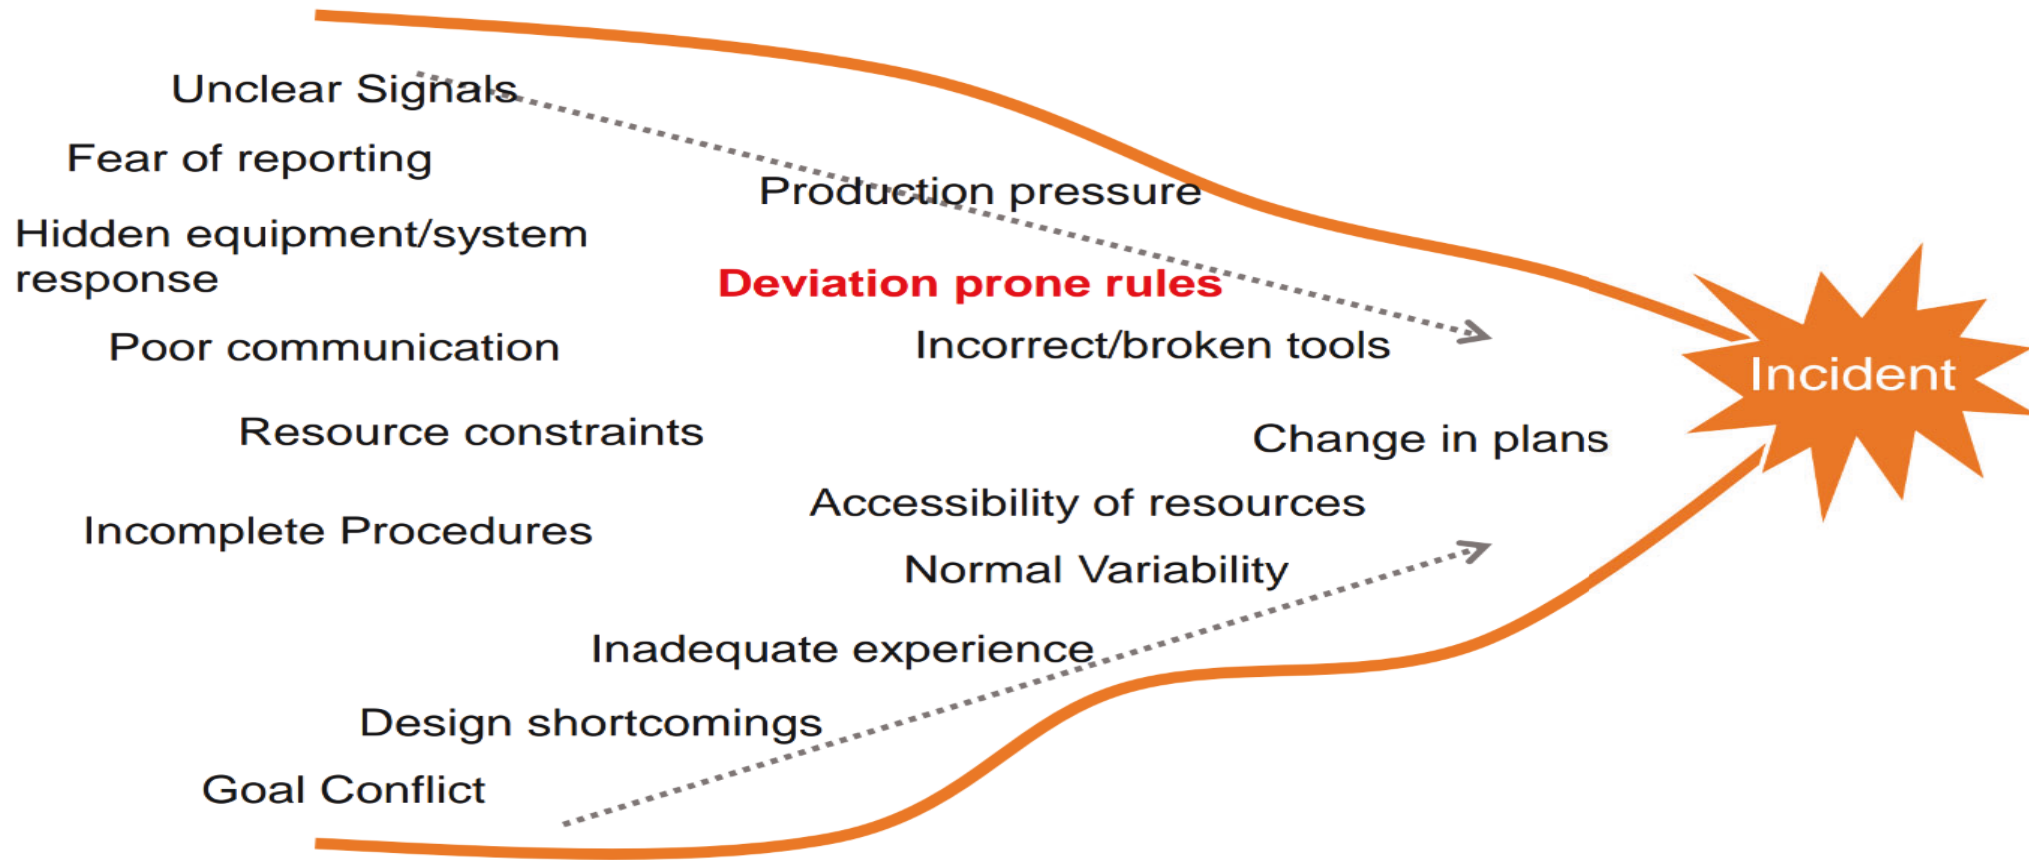 Unclear Signals
Fear of reporting
Hidden equipment/system
response
Poor communication
Resource constraints
Incomplete Procedures
Production pressure
Deviation prone rules
Incorrect/broken tools
Change in plans
Accessibility of resources
Normal Variability
Inadequate experience
Design shortcomings
Goal Conflict
Incident